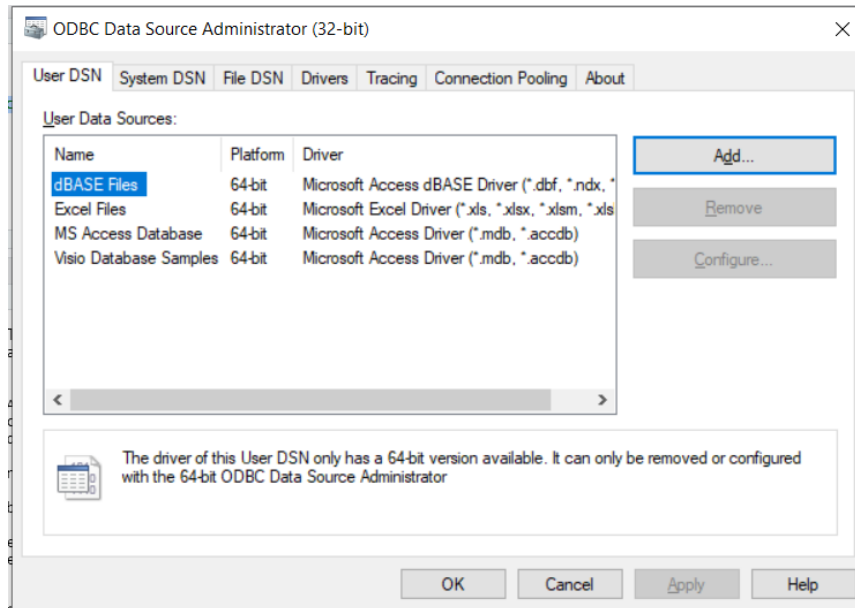 ODBC Data Source Administrator (32-bit)
User DSN System DSN File DSN Drivers Tracing Connection Pooling About
User Data Sources:
Name Platform Driver
dBASE Files 64-bit Microsoft Access dBASE Driver (*.dbf, *.ndx, *
Excel Files 64-bit Microsoft Excel Driver (*.xls, *.xlsx, *.xlsm, *.xls
MS Access Database 64-bit Microsoft Access Driver (*.mdb, *.accdb)
Visio Database Samples 64-bit Microsoft Access Driver (*.mdb, *.accdb)
Add...
Remove
Configure...
The driver of this User DSN only has a 64-bit version available. It can only be removed or configured
with the 64-bit ODBC Data Source Administrator
OK Cancel Apply Help